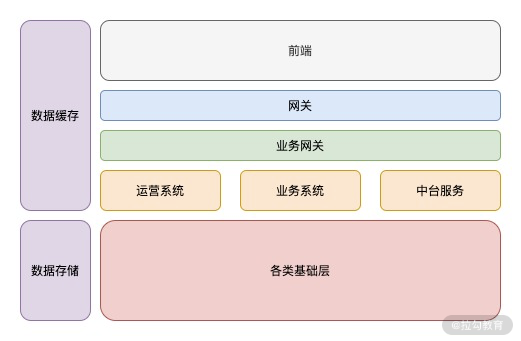 数据缓存
前端
网关
业务网关
运营系统
业务系统
中台服务
数据存储
各类基础层
@拉勾教育